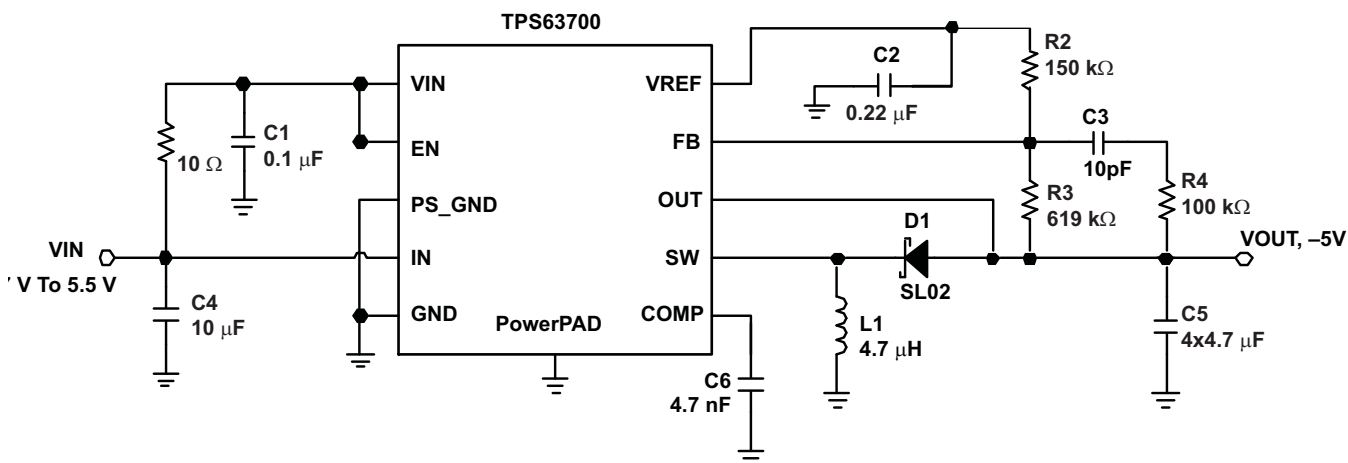 TPS63700
VIN
EN
PS_GND
IN
GND
VREF
FB
OUT
SW
COMP
PowerPAD
10 Ω
C1
0.1 μF
VIN
V To 5.5 V
C4
10 μF
C2
0.22 μF
R2
150 kΩ
C3
10pF
R3
619 kΩ
R4
100 kΩ
D1
SL02
VOUT, –5V
L1
4.7 μH
C5
4x4.7 μF
C6
4.7 nF